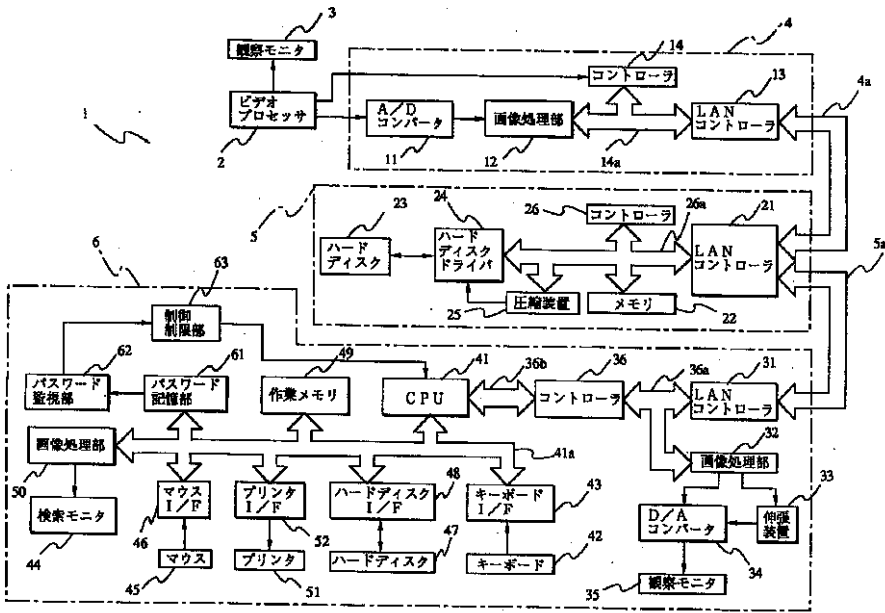 3
観察モニタ
ビデオ
プロセッサ
2
1
4
14
コントローラ
13
A/D
コンバータ
11
画像処理部
12
14a
LAN
コントローラ
4a
5
23
ハード
ディスク
24
ハード
ディスク
ドライバ
26
コントローラ
26a
21
LAN
コントローラ
25
圧縮装置
メモリ
22
5a
6
63
制御
制限部
62
パスワード
監視部
61
パスワード
記憶部
49
作業メモリ
41
CPU
36b
36
コントローラ
36a
31
LAN
コントローラ
画像処理部
50
41a
32
画像処理部
検索モニタ
44
マウス
I/F
46
プリンタ
I/F
52
ハードディスク
I/F
48
キーボード
I/F
43
D/A
コンバータ
34
33
伸張
装置
マウス
45
プリンタ
51
ハードディスク
47
キーボード
42
35
観察モニタ